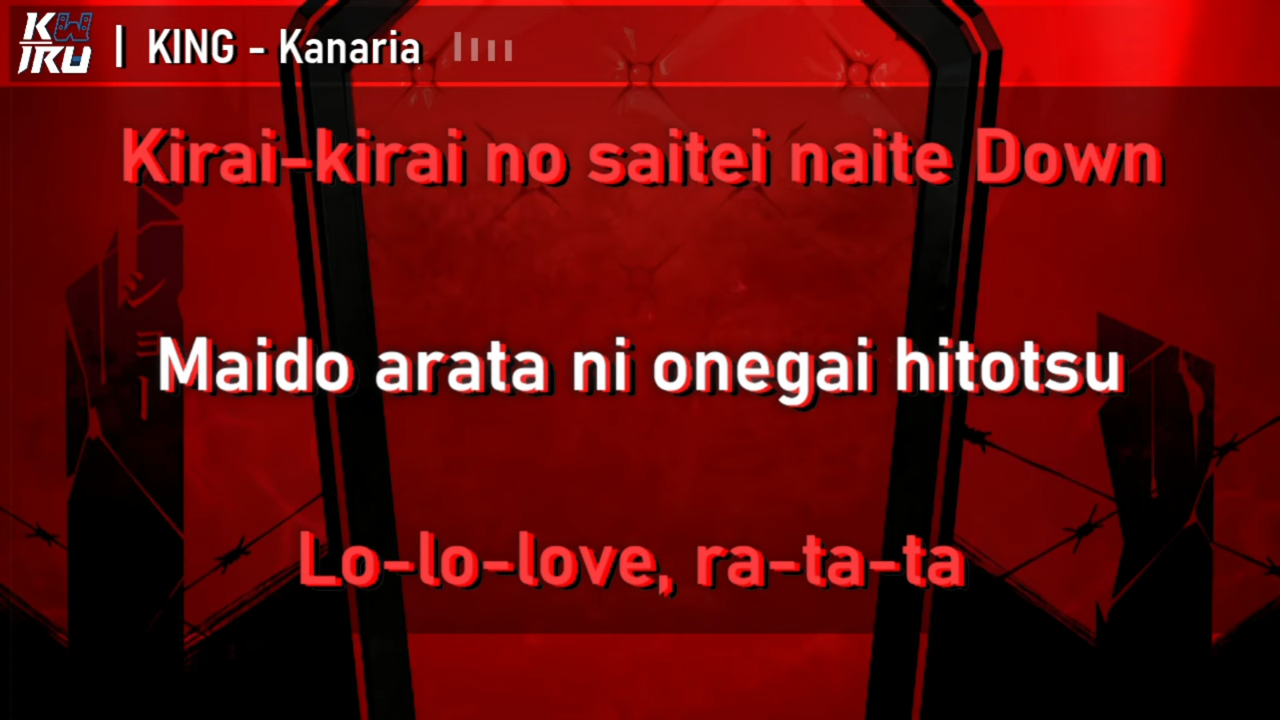 KW
IRU | KING - Kanaria
Kirai-kirai no saitei naite Down
Maido arata ni onegai hitotsu
Lo-lo-love, ra-ta-ta